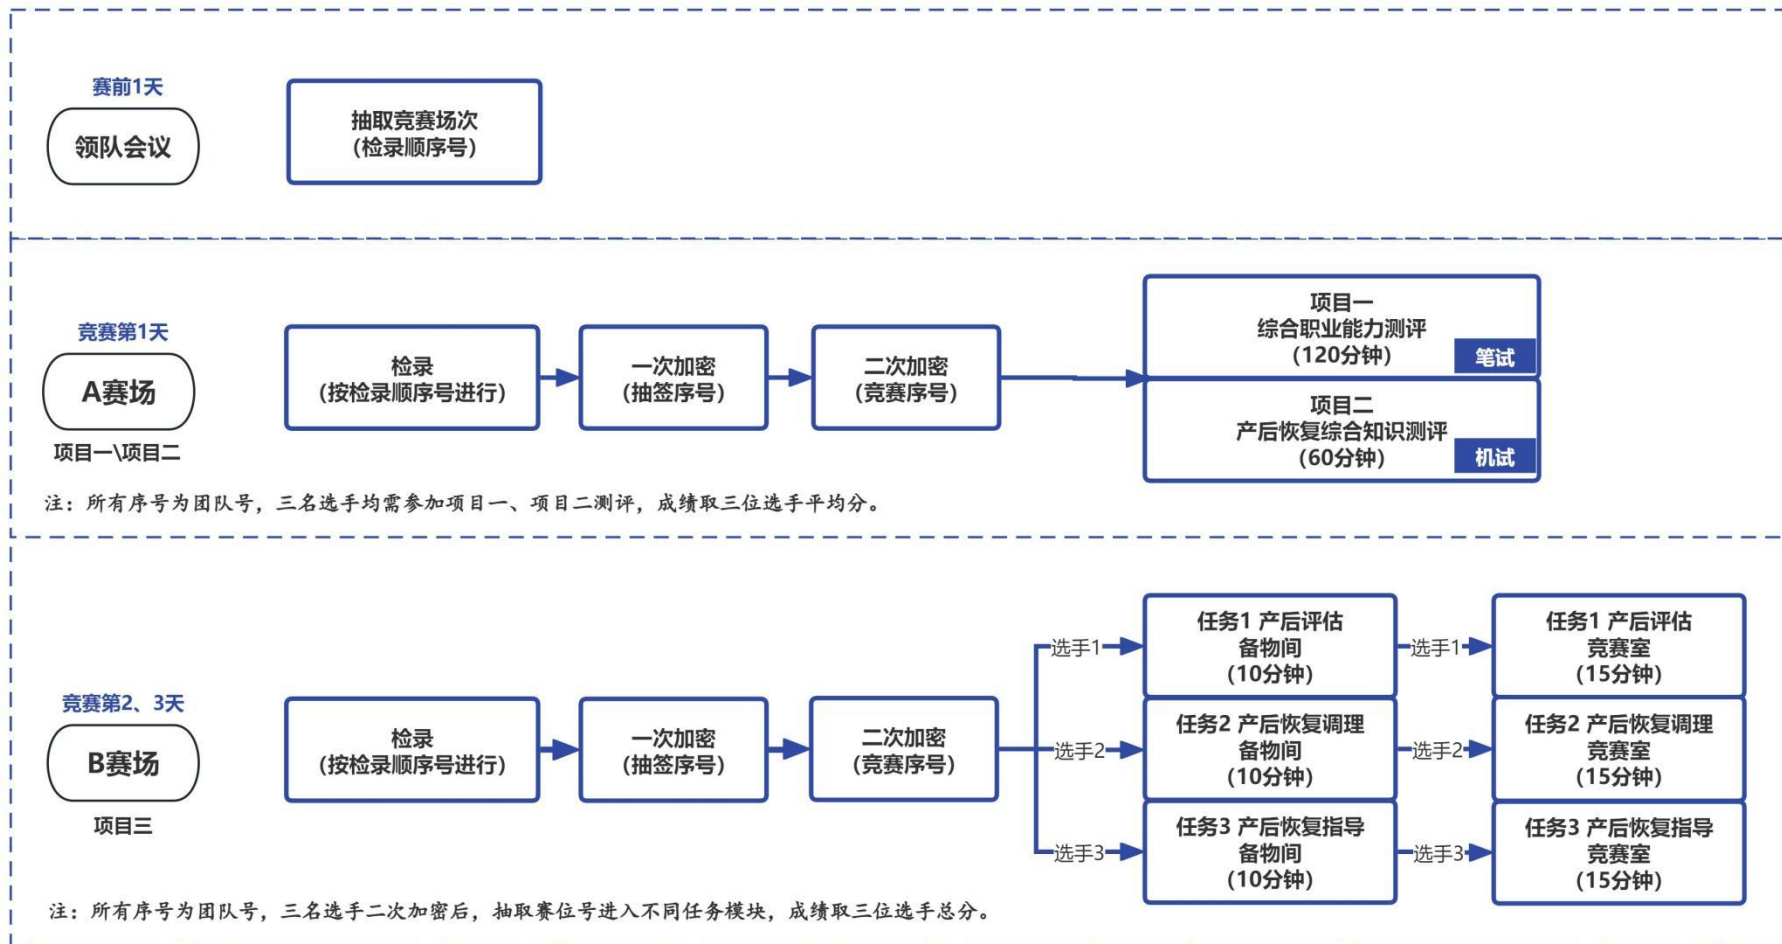 赛前1天
领队会议
抽取竞赛场次
(检录顺序号)
竞赛第1天
A赛场
项目一\项目二
检录
(按检录顺序号进行)
一次加密
(抽签序号)
二次加密
(竞赛序号)
项目一
综合职业能力测评
(120分钟)
笔试
项目二
产后恢复综合知识测评
(60分钟)
机试
注：所有序号为团队号，三名选手均需参加项目一、项目二测评，成绩取三位选手平均分。
竞赛第2、3天
B赛场
项目三
检录
(按检录顺序号进行)
一次加密
(抽签序号)
二次加密
(竞赛序号)
选手1
任务1 产后评估
备物间
(10分钟)
选手1
任务1 产后评估
竞赛室
(15分钟)
选手2
任务2 产后恢复调理
备物间
(10分钟)
选手2
任务2 产后恢复调理
竞赛室
(15分钟)
选手3
任务3 产后恢复指导
备物间
(10分钟)
选手3
任务3 产后恢复指导
竞赛室
(15分钟)
注：所有序号为团队号，三名选手二次加密后，抽取赛位号进入不同任务模块，成绩取三位选手总分。